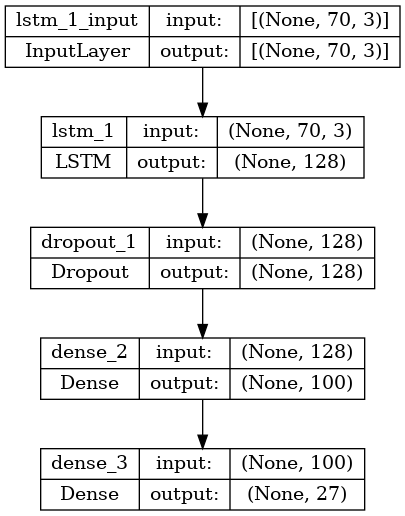 lstm_1_input input: [(None, 70, 3)]
InputLayer output: [(None, 70, 3)]
lstm_1 input: (None, 70, 3)
LSTM output: (None, 128)
dropout_1 input: (None, 128)
Dropout output: (None, 128)
dense_2 input: (None, 128)
Dense output: (None, 100)
dense_3 input: (None, 100)
Dense output: (None, 27)